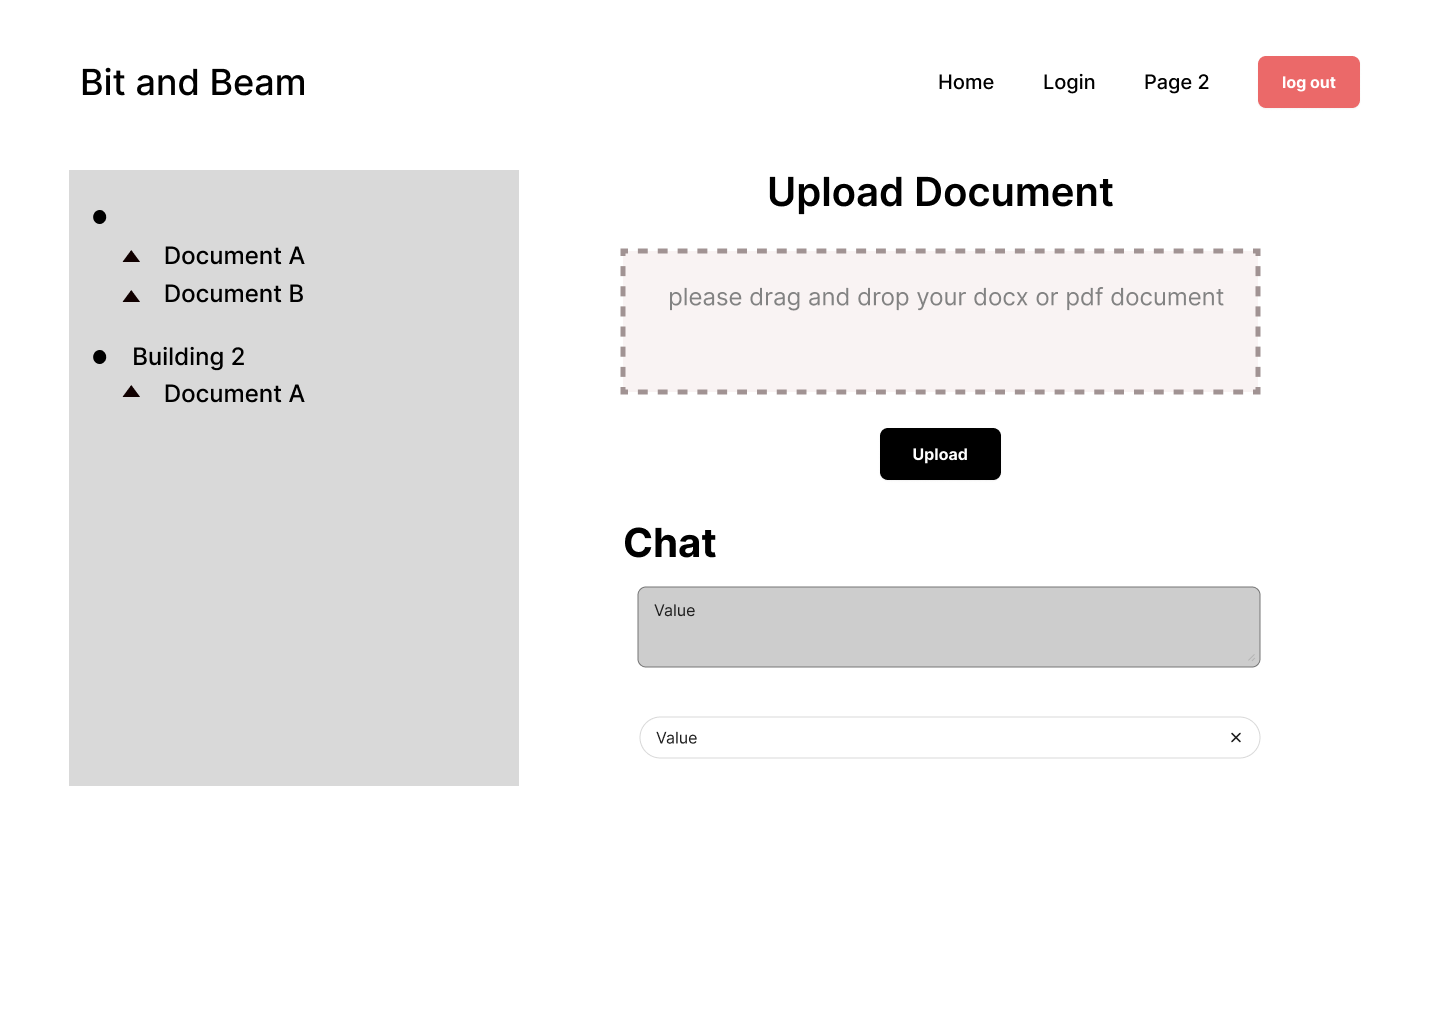 Bit and Beam
Home Login Page 2 log out
Document A
Document B
Building 2
Document A
Upload Document
please drag and drop your docx or pdf document
Upload
Chat
Value
Value